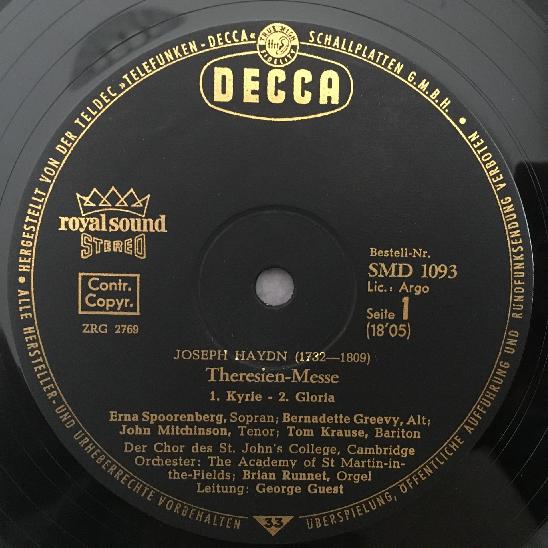 • ALLE HERSTELLER- UND URHEBERRECHTE VORBEHALTEN
• HERGESTELLT VON DER TELDEC »TELEFUNKEN-DECCA« SCHALLPLATTEN G.M.B.H. •
ÜBERSPIELUNG, ÖFFENTLICHE AUFFÜHRUNG UND RUNDFUNKSENDUNG VERBOTEN
DECCA
royal sound
STEREO
Contr.
Copyr.
ZRG 2769
Bestell-Nr.
SMD 1093
Lic.: Argo
Seite 1
(18'05)
JOSEPH HAYDN (1732—1809)
Theresien-Messe
1. Kyrie - 2. Gloria
Erna Spoorenberg, Sopran; Bernadette Greevy, Alt;
John Mitchinson, Tenor; Tom Krause, Bariton
Der Chor des St. John's College, Cambridge
Orchester: The Academy of St Martin-in-
the-Fields; Brian Runnet, Orgel
Leitung: George Guest
33